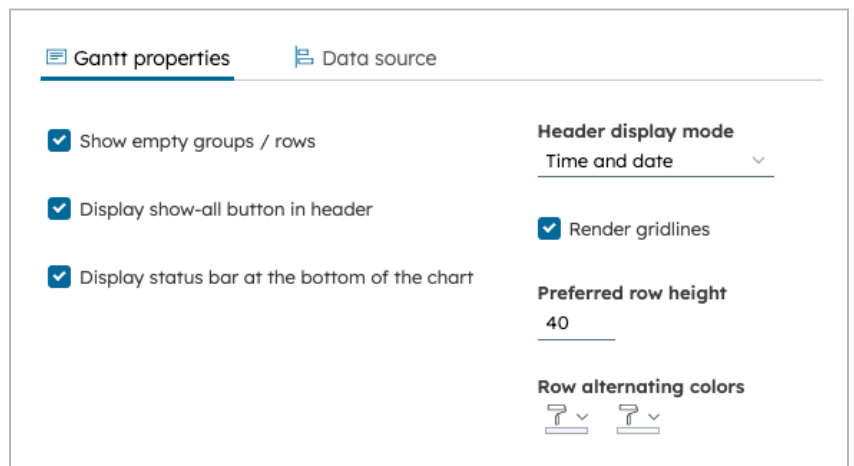 Gantt properties
Data source
Show empty groups / rows
Display show-all button in header
Display status bar at the bottom of the chart
Header display mode
Time and date
Render gridlines
Preferred row height
40
Row alternating colors